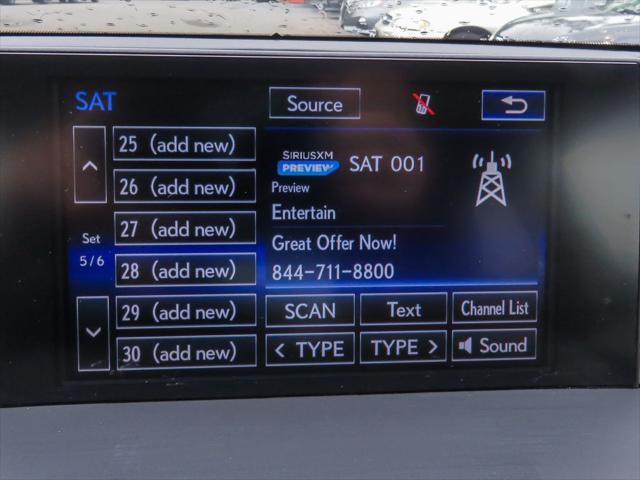 SAT
Source
25 (add new)
26 (add new)
27 (add new)
28 (add new)
29 (add new)
30 (add new)
Set
5/6
SIRIUSXM
PREVIEW
SAT 001
Preview
Entertain
Great Offer Now!
844-711-8800
SCAN
Text
Channel List
< TYPE
TYPE >
Sound